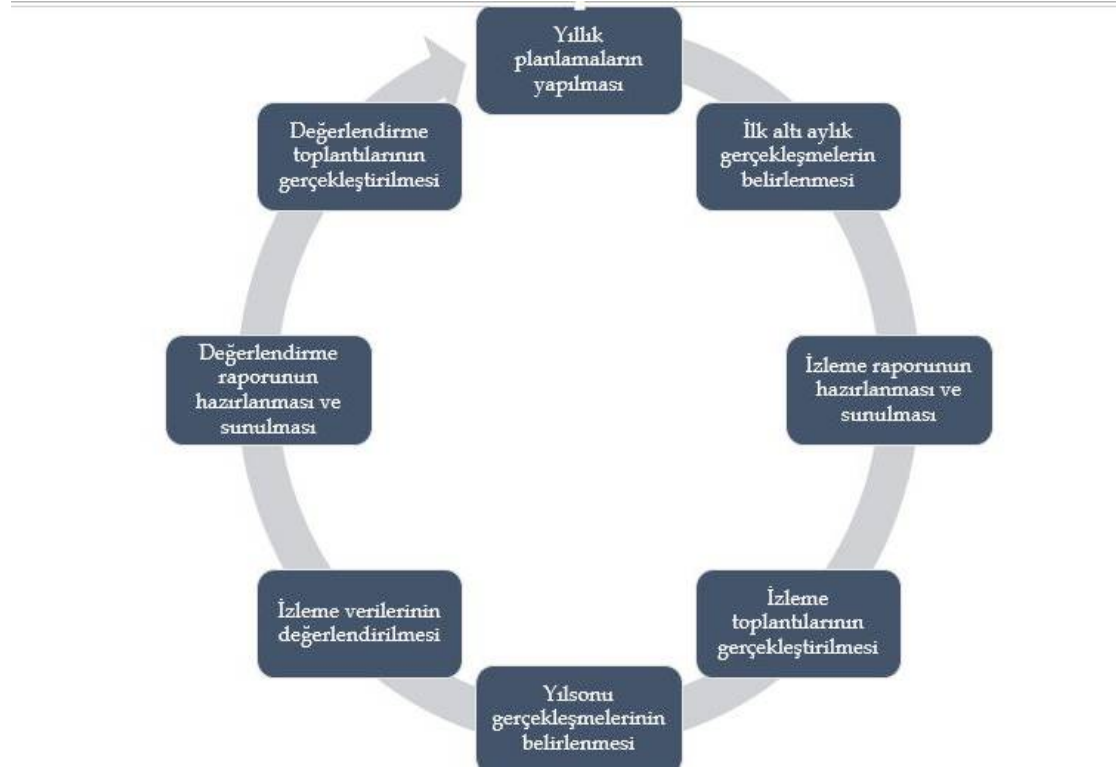 Yıllık
planlamaların
yapılması
İlk altı aylık
gerçekleşmelerin
belirlenmesi
İzleme raporunun
hazırlanması ve
sunulması
İzleme
toplantılarının
gerçekleştirilmesi
Yılsonu
gerçekleşmelerinin
belirlenmesi
İzleme verilerinin
değerlendirilmesi
Değerlendirme
raporunun
hazırlanması ve
sunulması
Değerlendirme
toplantılarının
gerçekleştirilmesi